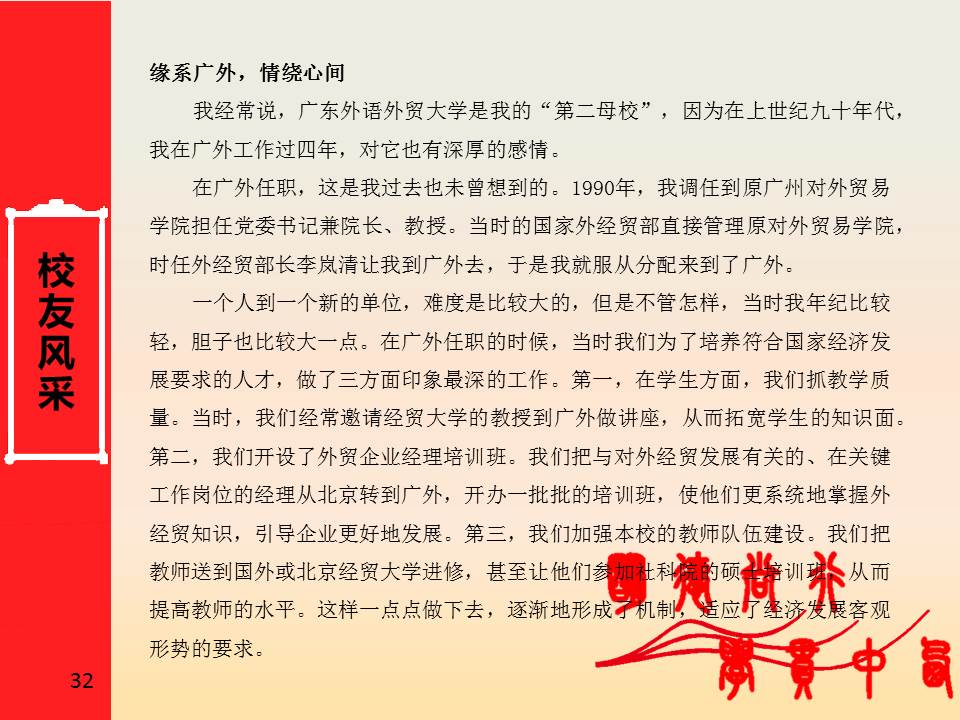 缘系广外，情绕心间
我经常说，广东外语外贸大学是我的“第二母校”，因为在上世纪九十年代，
我在广外工作过四年，对它也有深厚的感情。
在广外任职，这是我过去也未曾想到的。1990年，我调任到原广州对外贸易
学院担任党委书记兼院长、教授。当时的国家外经贸部直接管理原对外贸易学院，
时任外经贸部长李岚清让我到广外去，于是我就服从分配来到了广外。
一个人到一个新的单位，难度是比较大的，但是不管怎样，当时我年纪比较
轻，胆子也比较大一点。在广外任职的时候，当时我们为了培养符合国家经济发
展要求的人才，做了三方面印象最深的工作。第一，在学生方面，我们抓教学质
量。当时，我们经常邀请经贸大学的教授到广外做讲座，从而拓宽学生的知识面。
第二，我们开设了外贸企业经理培训班。我们把与对外经贸发展有关的、在关键
工作岗位的经理从北京转到广外，开办一批批的培训班，使他们更系统地掌握外
经贸知识，引导企业更好地发展。第三，我们加强本校的教师队伍建设。我们把
教师送到国外或北京经贸大学进修，甚至让他们参加社科院的硕士培训班，从而
提高教师的水平。这样一点点做下去，逐渐地形成了机制，适应了经济发展客观
形势的要求。
校友风采
32
明德尚行
學貫中西